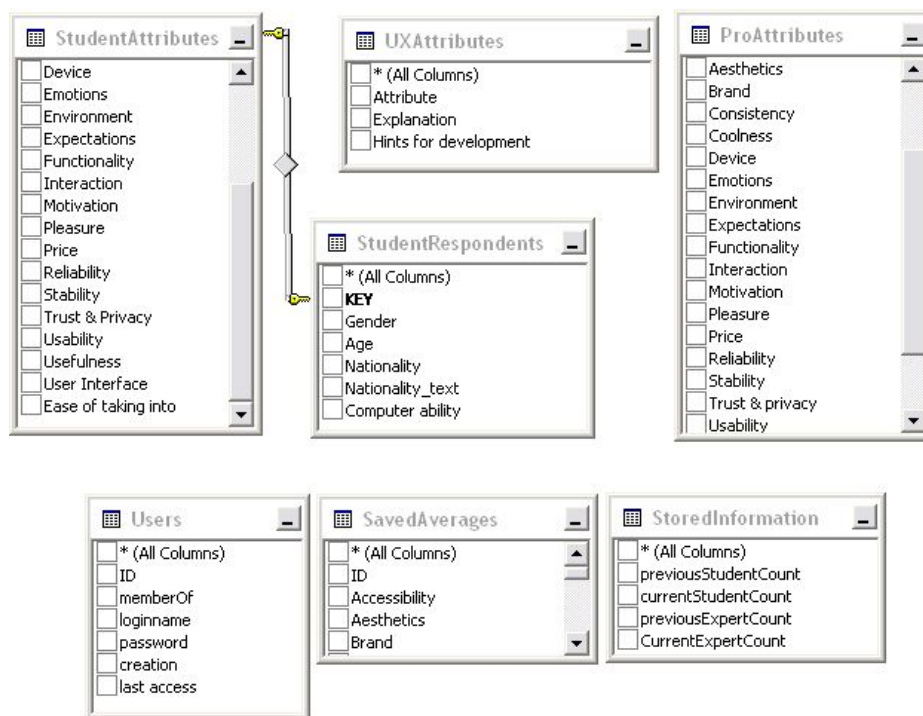 StudentAttributes
Device
Emotions
Environment
Expectations
Functionality
Interaction
Motivation
Pleasure
Price
Reliability
Stability
Trust & Privacy
Usability
Usefulness
User Interface
Ease of taking into
UXAttributes
* (All Columns)
Attribute
Explanation
Hints for development
StudentRespondents
* (All Columns)
KEY
Gender
Age
Nationality
Nationality_text
Computer ability
ProAttributes
Aesthetics
Brand
Consistency
Coolness
Device
Emotions
Environment
Expectations
Functionality
Interaction
Motivation
Pleasure
Price
Reliability
Stability
Trust & privacy
Usability
Users
* (All Columns)
ID
memberOf
loginname
password
creation
last access
SavedAverages
* (All Columns)
ID
Accessibility
Aesthetics
Brand
StoredInformation
* (All Columns)
previousStudentCount
currentStudentCount
previousExpertCount
CurrentExpertCount